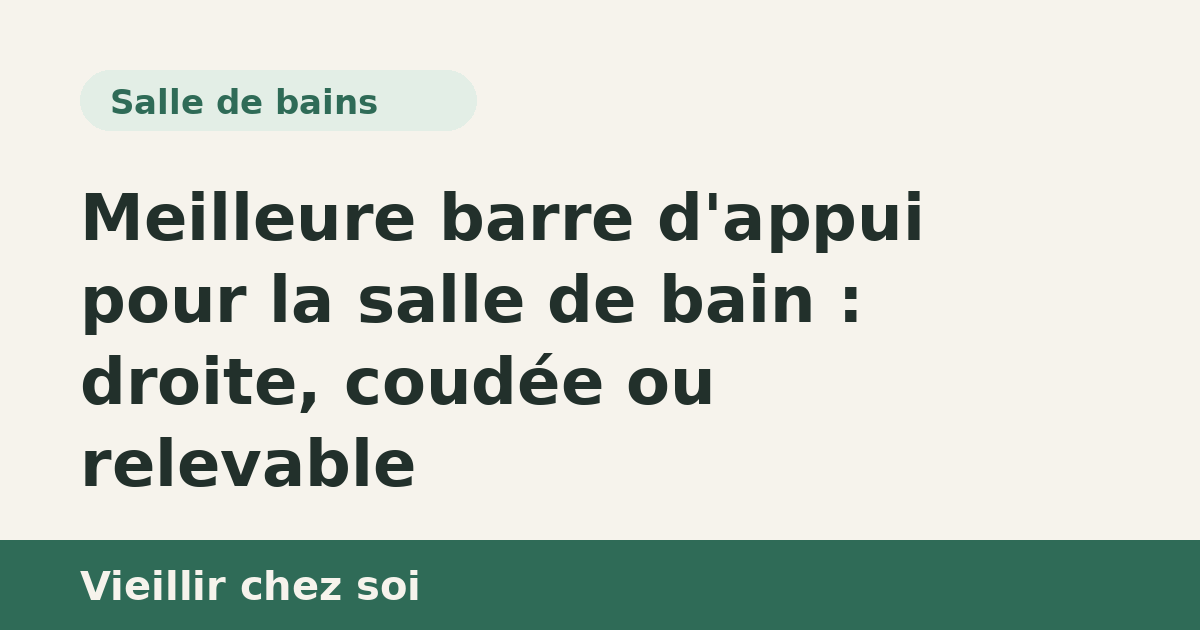 Salle de bains
Meilleure barre d'appui
pour la salle de bain :
droite, coudée ou
relevable
Vieillir chez soi